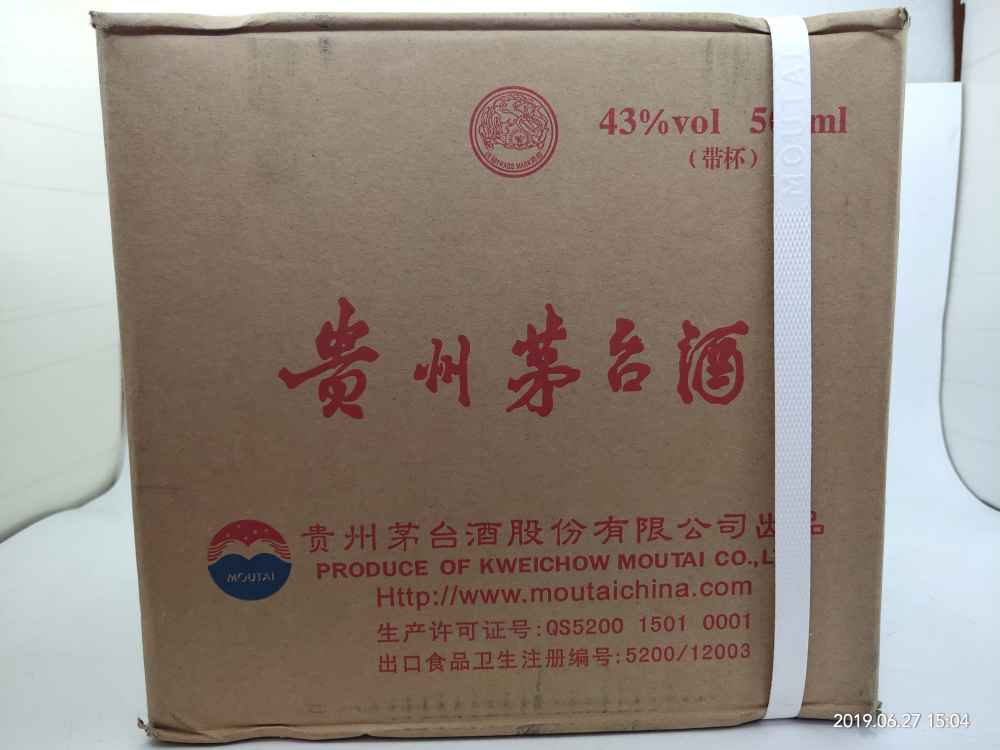 43%vol 5 ml
(带杯)
MOUTAI
贵州茅台酒
贵州茅台酒股份有限公司出品
PRODUCE OF KWEICHOW MOUTAI CO.,L
MOUTAI
Http://www.moutaichina.com
生产许可证号:QS5200 1501 0001
出口食品卫生注册编号:5200/12003
2019.06.27 15:04